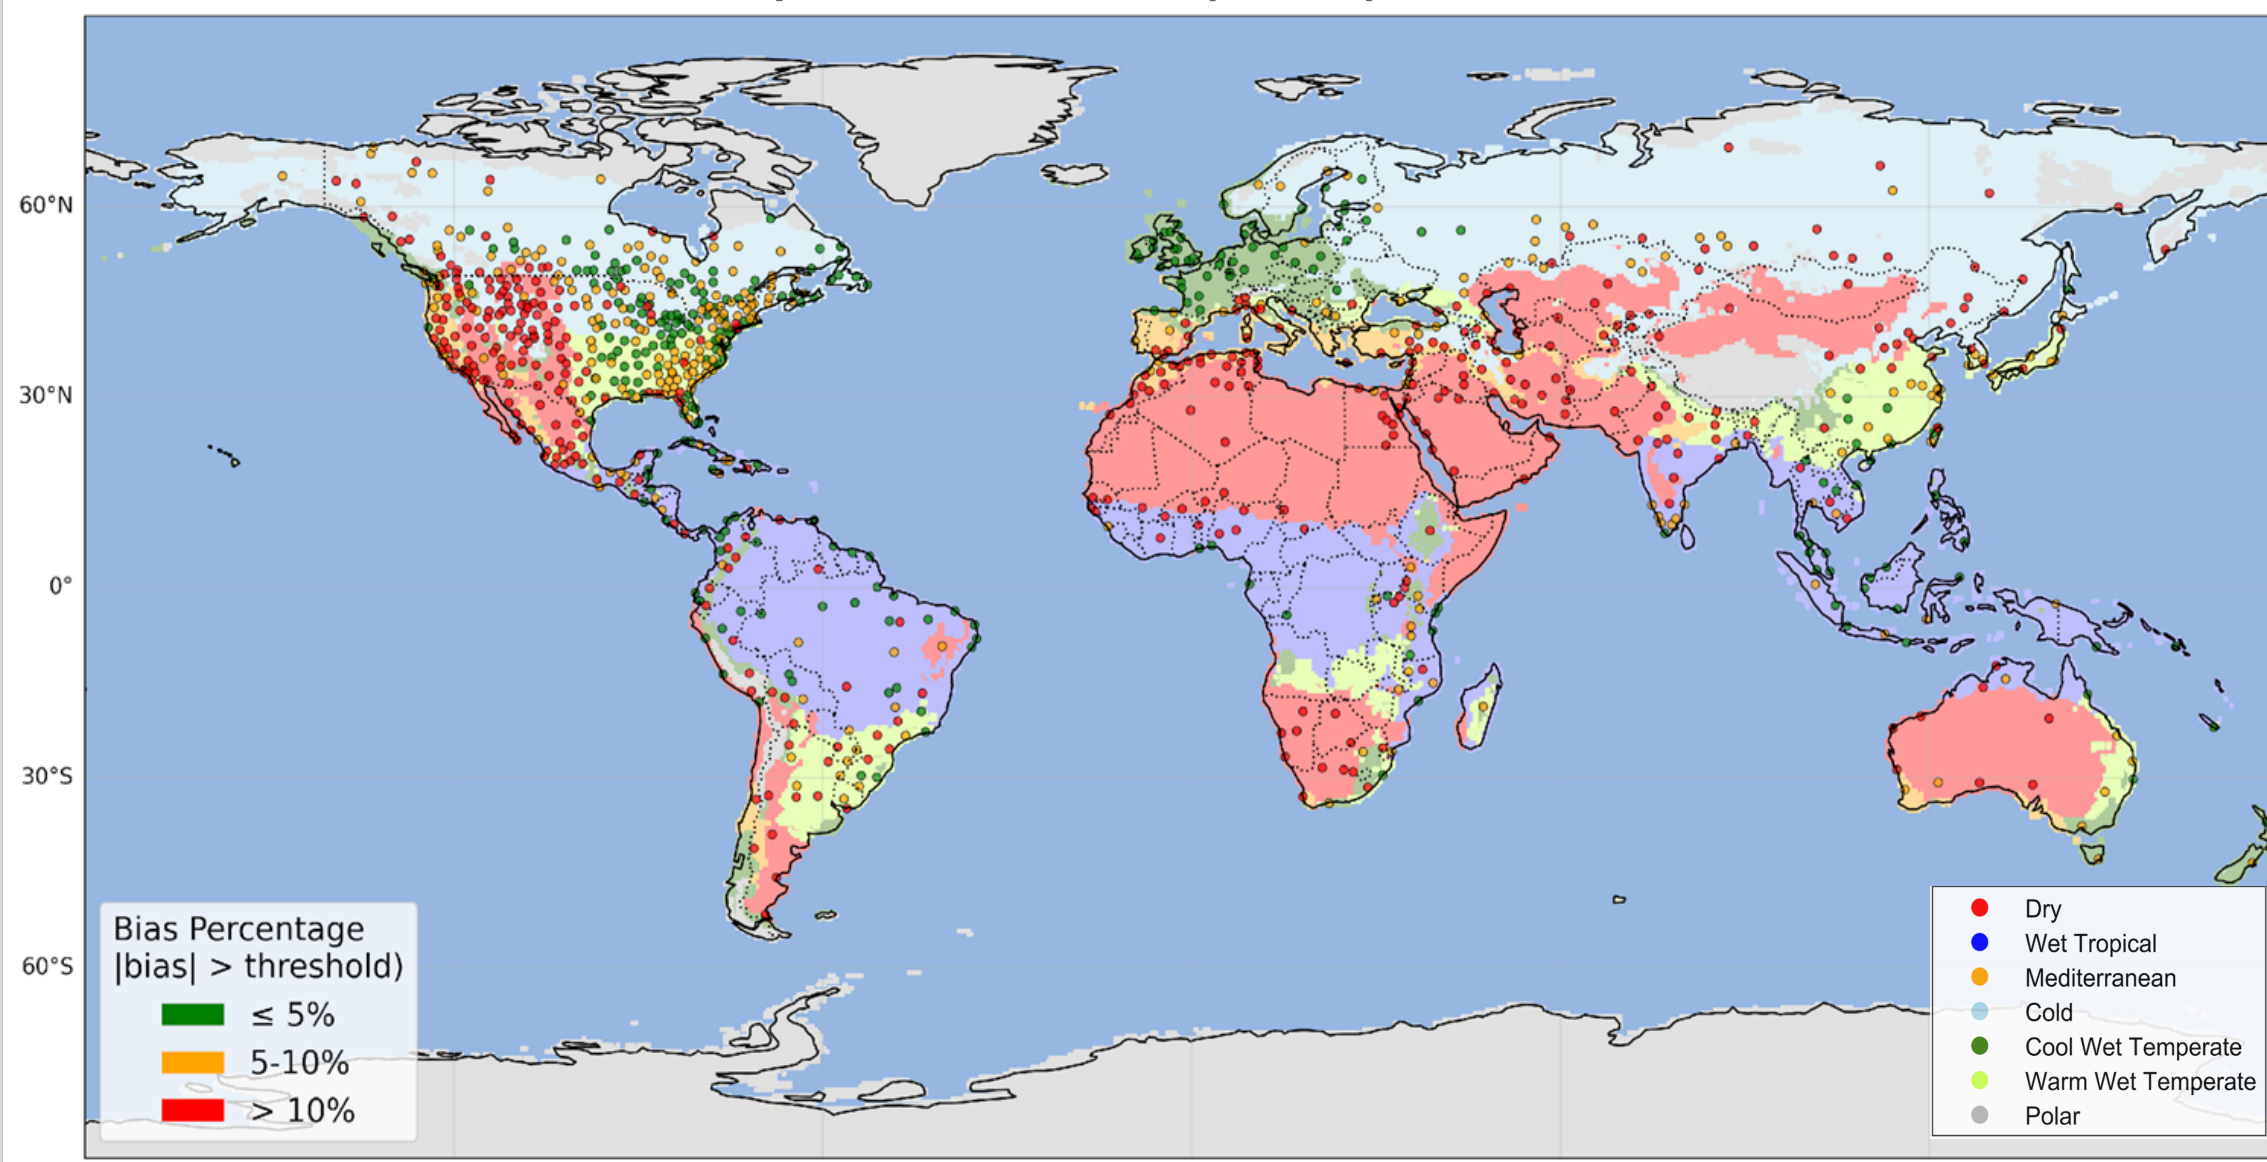 60°N
30°N
0°
30°S
60°S
Bias Percentage
|bias| > threshold)
≤ 5%
5-10%
> 10%
Dry
Wet Tropical
Mediterranean
Cold
Cool Wet Temperate
Warm Wet Temperate
Polar